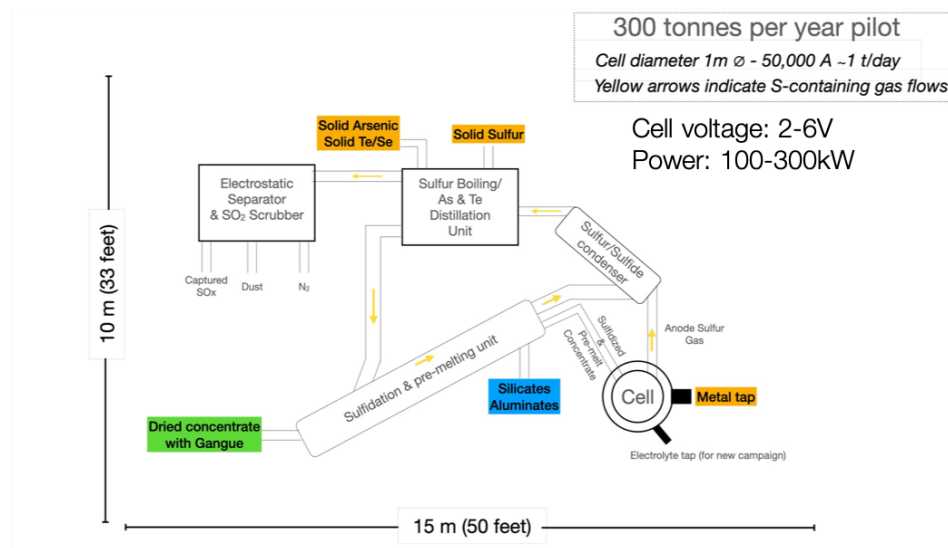 300 tonnes per year pilot
Cell diameter 1m ⌀ - 50,000 A ~1 t/day
Yellow arrows indicate S-containing gas flows
Cell voltage: 2-6V
Power: 100-300kW
Solid Arsenic
Solid Te/Se
Solid Sulfur
Electrostatic
Separator
& SO₂ Scrubber
Sulfur Boiling/
As & Te
Distillation
Unit
Sulfur/Sulfide
condenser
Captured
SOx
Dust
N₂
10 m (33 feet)
Sulfidation & pre-melting unit
Sulfidized
&
Pre-melt
Concentrate
Anode Sulfur
Gas
Silicates
Aluminates
Cell
Metal tap
Dried concentrate
with Gangue
Electrolyte tap (for new campaign)
15 m (50 feet)